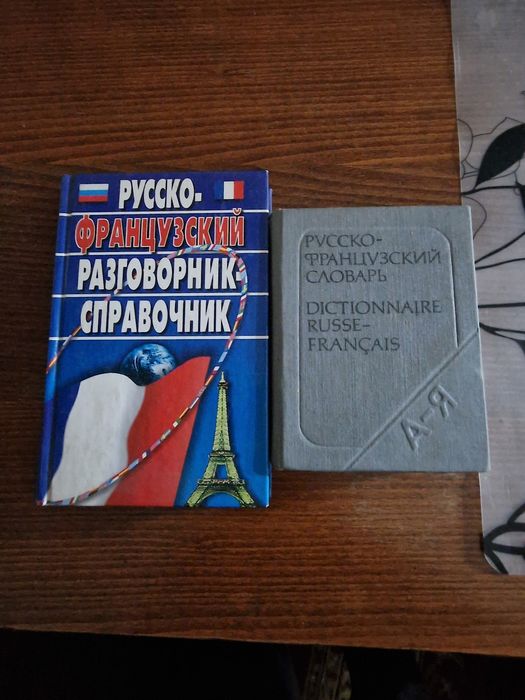 РУССКО-
ФРАНЦУЗСКИЙ
РАЗГОВОРНИК-
СПРАВОЧНИК
РУССКО-
ФРАНЦУЗСКИЙ
СЛОВАРЬ
DICTIONNAIRE
RUSSE-
FRANÇAIS
А-Я